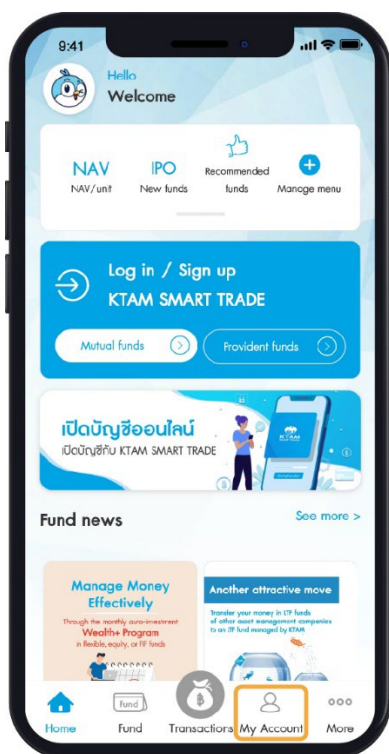 9:41
Hello
Welcome
NAV
NAV/unit
IPO
New funds
Recommended
funds
Manage menu
Log in / Sign up
KTAM SMART TRADE
Mutual funds
Provident funds
เปิดบัญชีออนไลน์
เปิดบัญชีกับ KTAM SMART TRADE
KTAM
Fund news
See more >
Manage Money
Effectively
Through the monthly auto-investment
Wealth+ Program
in flexible, equity, or FIF funds
Another attractive move
Transfer your money in LTF funds
of other asset management companies
to an LTF fund managed by KTAM
Fund
฿
Home
Fund
Transactions
My Account
More